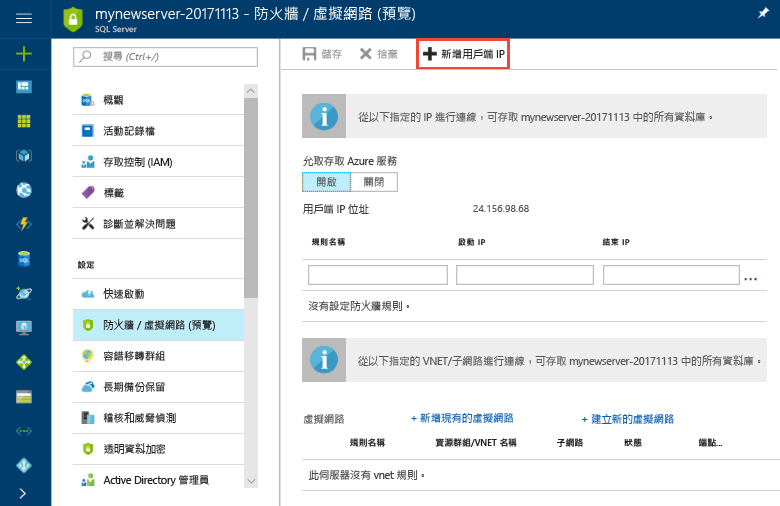 mynewserver-20171113 - 防火牆 / 虛擬網路 (預覽)
SQL Server
搜尋 (Ctrl+/)
概觀
活動記錄檔
存取控制 (IAM)
標籤
診斷並解決問題
設定
快速啟動
防火牆 / 虛擬網路 (預覽)
容錯移轉群組
長期備份保留
稽核和威脅偵測
透明資料加密
Active Directory 管理員
儲存 捨棄 新增用戶端 IP
從以下指定的 IP 進行連線，可存取 mynewserver-20171113 中的所有資料庫。
允取存取 Azure 服務
開啟 關閉
用戶端 IP 位址 24.156.98.68
規則名稱 啟動 IP 結束 IP
...
沒有設定防火牆規則。
從以下指定的 VNET/子網路進行連線，可存取 mynewserver-20171113 中的所有資料庫。
虛擬網路 + 新增現有的虛擬網路 + 建立新的虛擬網路
規則名稱 資源群組/VNET 名稱 子網路 狀態 端點...
此伺服器沒有 vnet 規則。